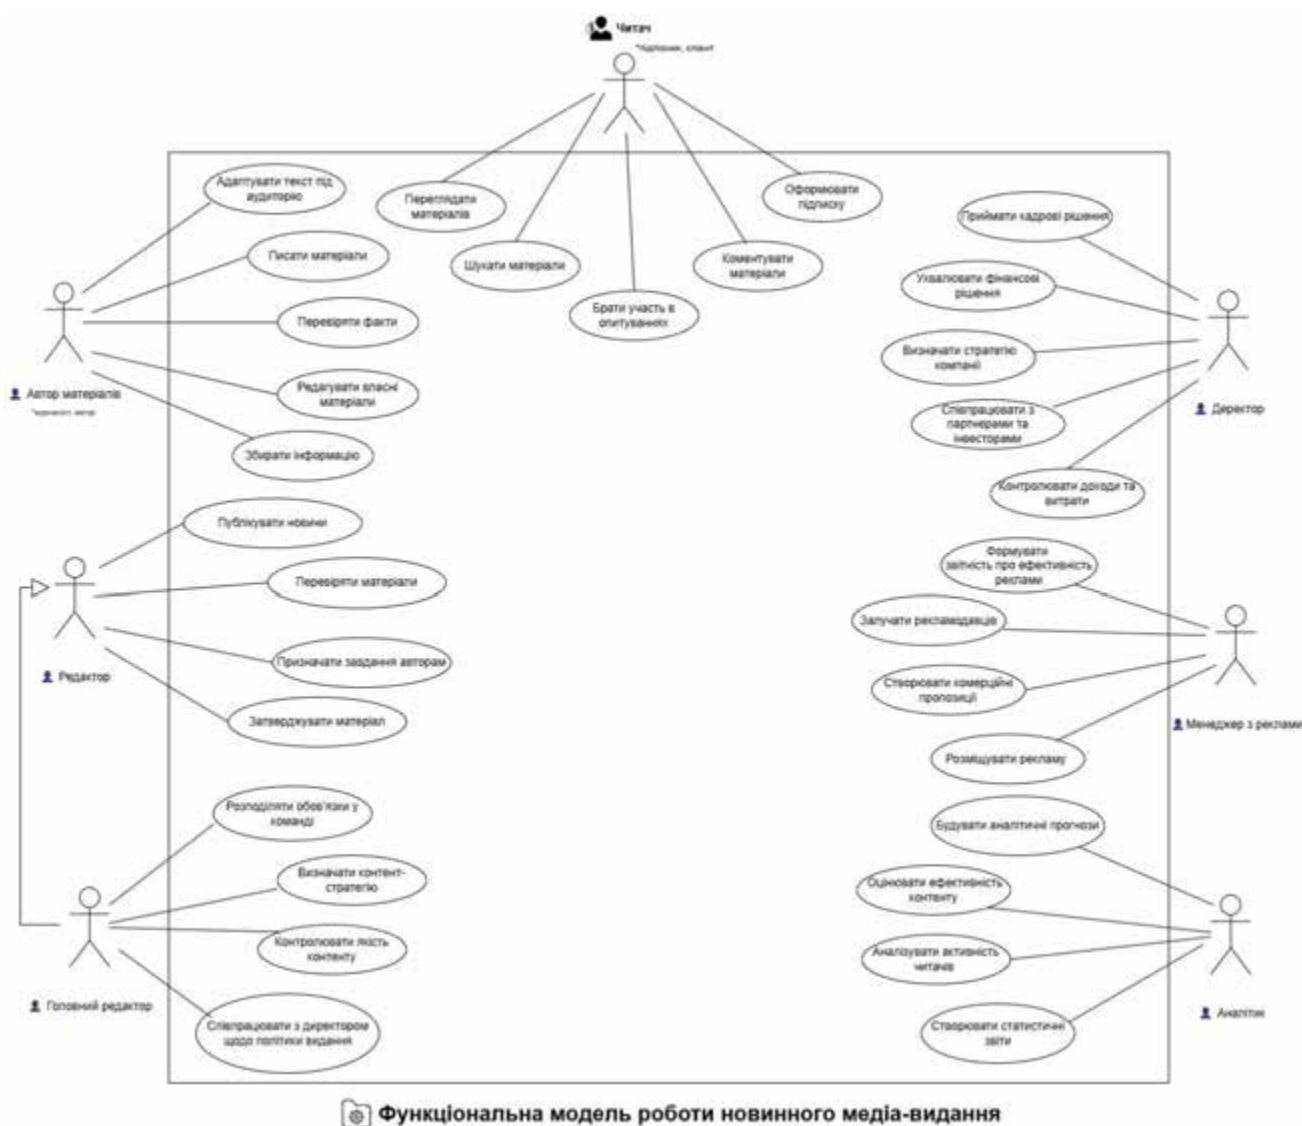 Читач
*підписник, клієнт
Адаптувати текст під
аудиторію
Писати матеріали
Перевіряти факти
Редагувати власні
матеріали
Збирати інформацію
Автор матеріалів
Переглядати
матеріалів
Шукати матеріали
Брати участь в
опитуваннях
Коментувати
матеріали
Оформлювати
підписку
Приймати кадрові рішення
Ухвалювати фінансові
рішення
Визначати стратегію
компанії
Співпрацювати з
партнерами та
інвесторами
Контролювати доходи та
витрати
Директор
Публікувати новини
Перевіряти матеріали
Призначати завдання авторам
Затверджувати матеріал
Редактор
Формувати
звітність про ефективність
реклами
Залучати рекламодавців
Створювати комерційні
пропозиції
Розміщувати рекламу
Менеджер з реклами
Розподіляти обов'язки у
команді
Визначати контент-
стратегію
Контролювати якість
контенту
Співпрацювати з директором
щодо політики видання
Головний редактор
Будувати аналітичні прогнози
Оцінювати ефективність
контенту
Аналізувати активність
читачів
Створювати статистичні
звіти
Аналітик
Функціональна модель роботи новинного медіа-видання